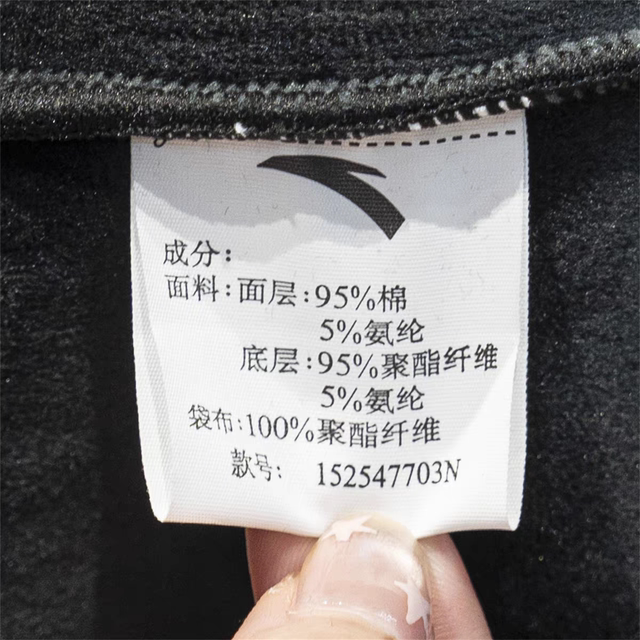 成分:
面料:面层:95%棉
5%氨纶
底层:95%聚酯纤维
5%氨纶
袋布:100%聚酯纤维
款号: 152547703N